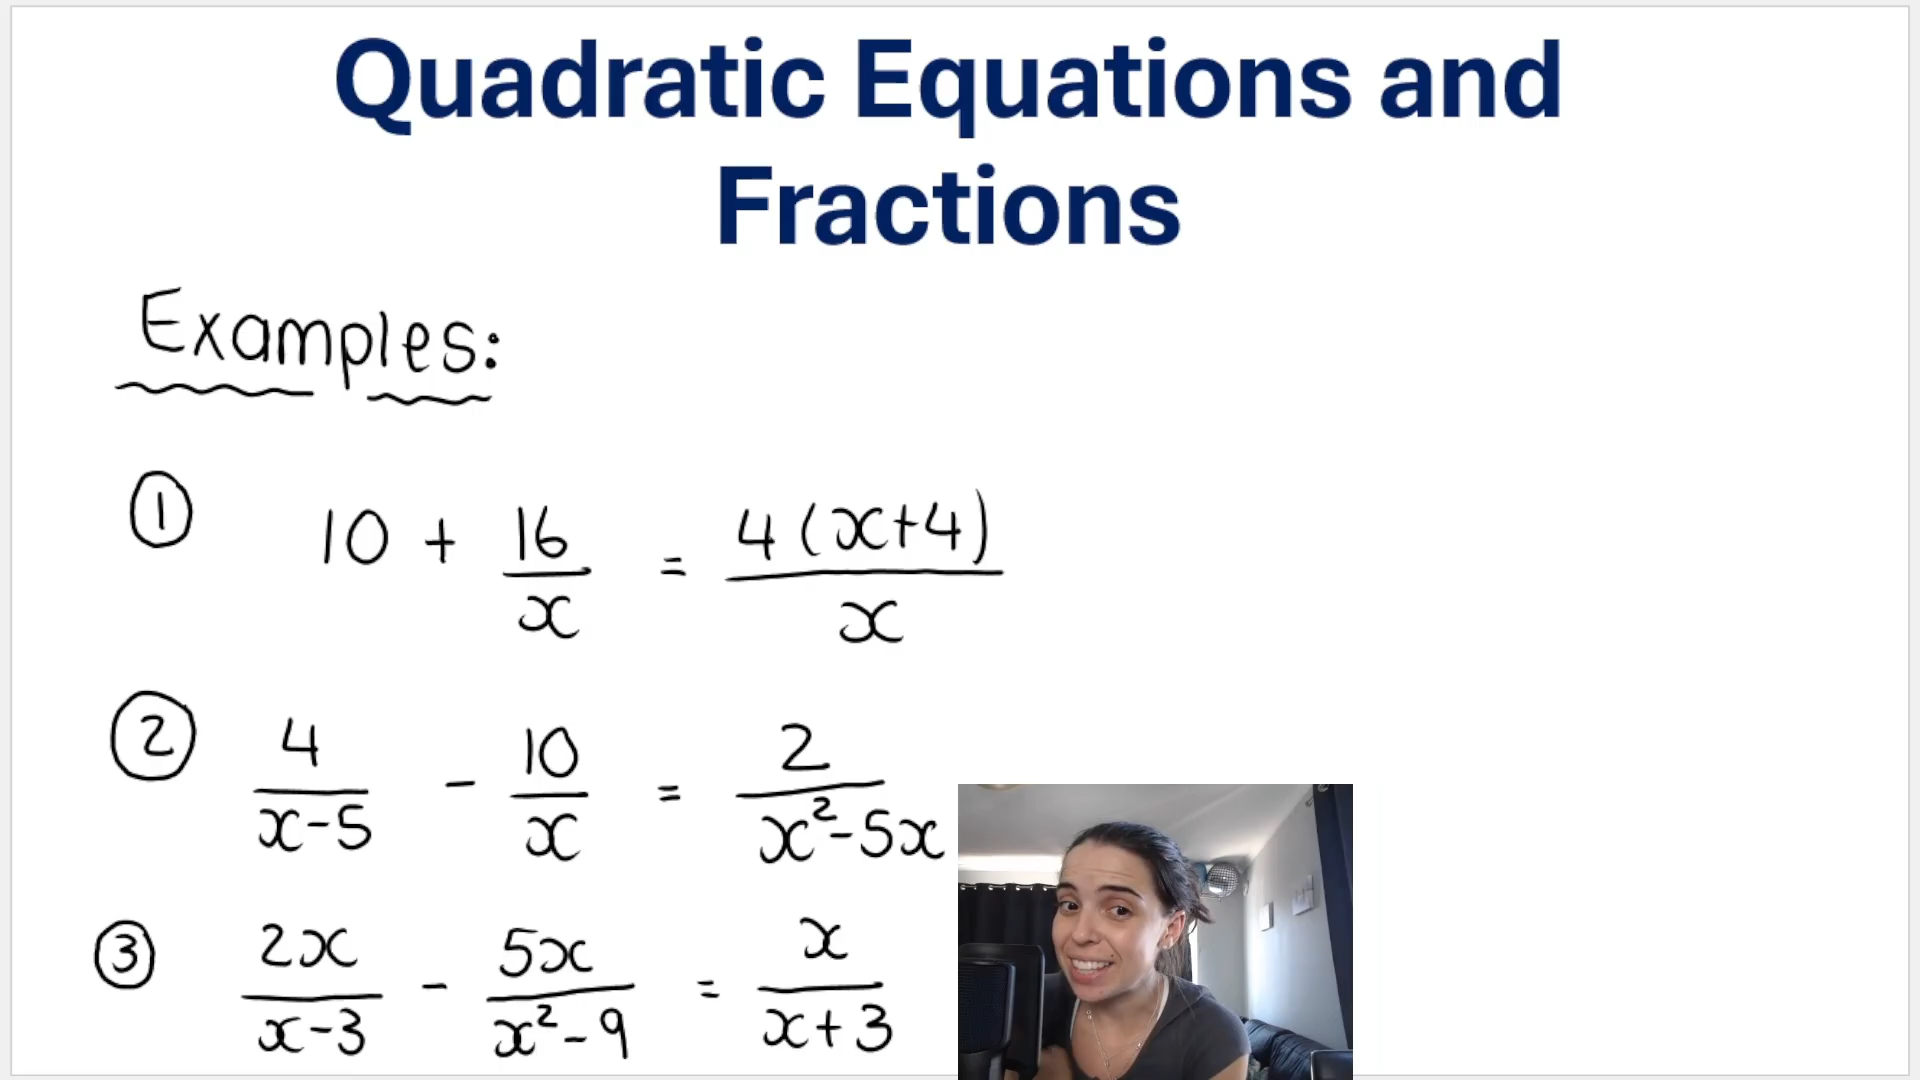 Quadratic Equations and
Fractions
Examples:
① 10 + 16/x = 4(x+4)/x
② 4/(x-5) - 10/x = 2/(x²-5x)
③ 2x/(x-3) - 5x/(x²-9) = x/(x+3)